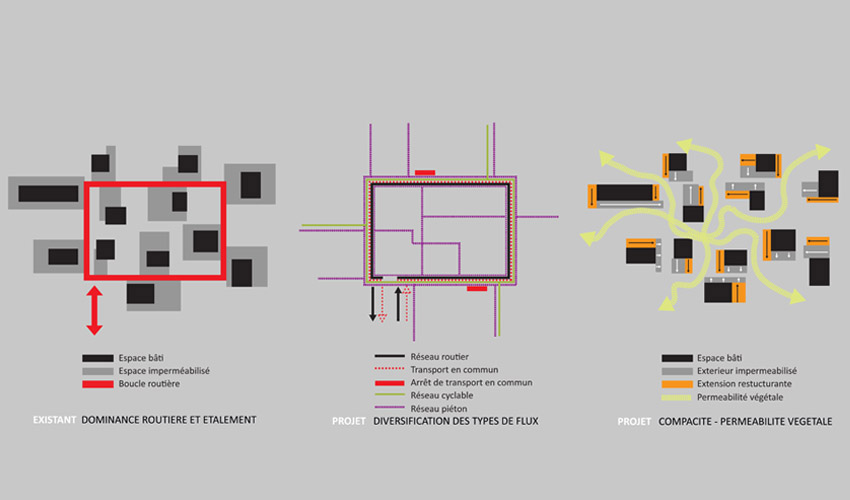 Espace bâti
Espace imperméabilisé
Boucle routière
EXISTANT DOMINANCE ROUTIERE ET ETALEMENT
Réseau routier
Transport en commun
Arrêt de transport en commun
Réseau cyclable
Réseau piéton
PROJET DIVERSIFICATION DES TYPES DE FLUX
Espace bâti
Exterieur impermeabilisé
Extension restucturante
Permeabilité végétale
PROJET COMPACITE - PERMEABILITE VEGETALE